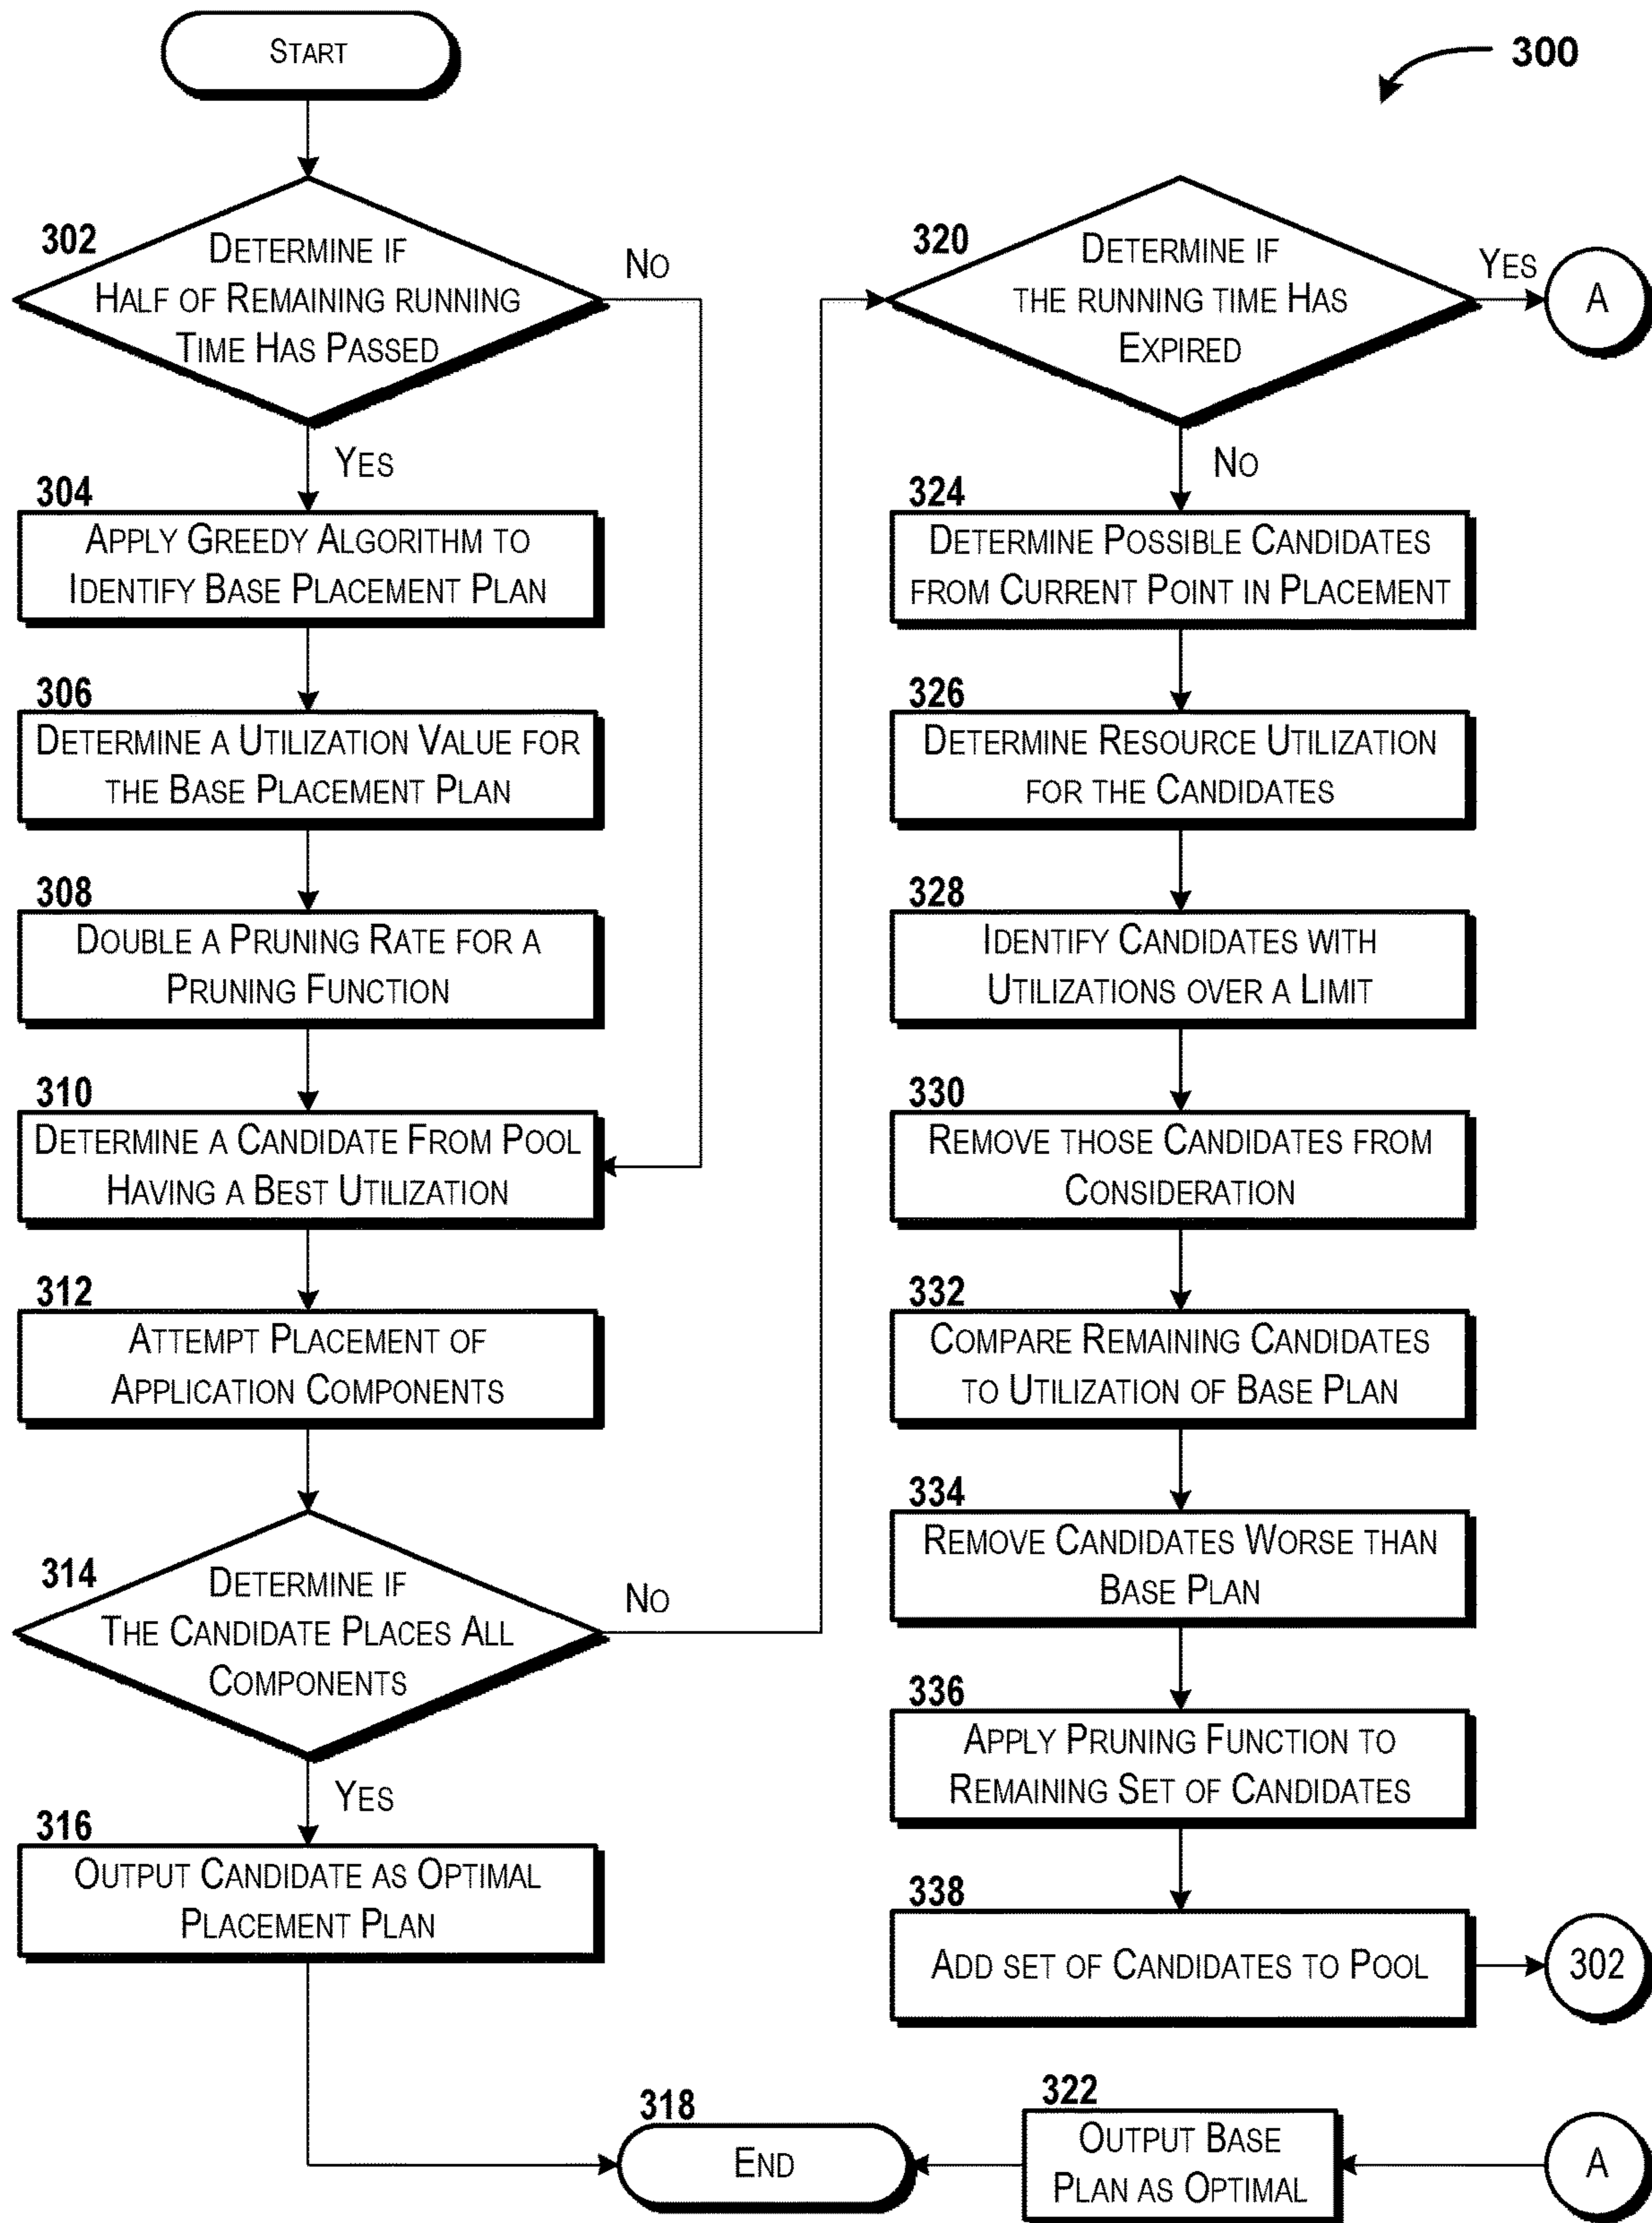 START
300
302
DETERMINE IF
HALF OF REMAINING RUNNING
TIME HAS PASSED
NO
YES
304
APPLY GREEDY ALGORITHM TO
IDENTIFY BASE PLACEMENT PLAN
306
DETERMINE A UTILIZATION VALUE FOR
THE BASE PLACEMENT PLAN
308
DOUBLE A PRUNING RATE FOR A
PRUNING FUNCTION
310
DETERMINE A CANDIDATE FROM POOL
HAVING A BEST UTILIZATION
312
ATTEMPT PLACEMENT OF
APPLICATION COMPONENTS
314
DETERMINE IF
THE CANDIDATE PLACES ALL
COMPONENTS
NO
YES
316
OUTPUT CANDIDATE AS OPTIMAL
PLACEMENT PLAN
320
DETERMINE IF
THE RUNNING TIME HAS
EXPIRED
YES
A
NO
324
DETERMINE POSSIBLE CANDIDATES
FROM CURRENT POINT IN PLACEMENT
326
DETERMINE RESOURCE UTILIZATION
FOR THE CANDIDATES
328
IDENTIFY CANDIDATES WITH
UTILIZATIONS OVER A LIMIT
330
REMOVE THOSE CANDIDATES FROM
CONSIDERATION
332
COMPARE REMAINING CANDIDATES
TO UTILIZATION OF BASE PLAN
334
REMOVE CANDIDATES WORSE THAN
BASE PLAN
336
APPLY PRUNING FUNCTION TO
REMAINING SET OF CANDIDATES
338
ADD SET OF CANDIDATES TO POOL
302
318
END
322
OUTPUT BASE
PLAN AS OPTIMAL
A